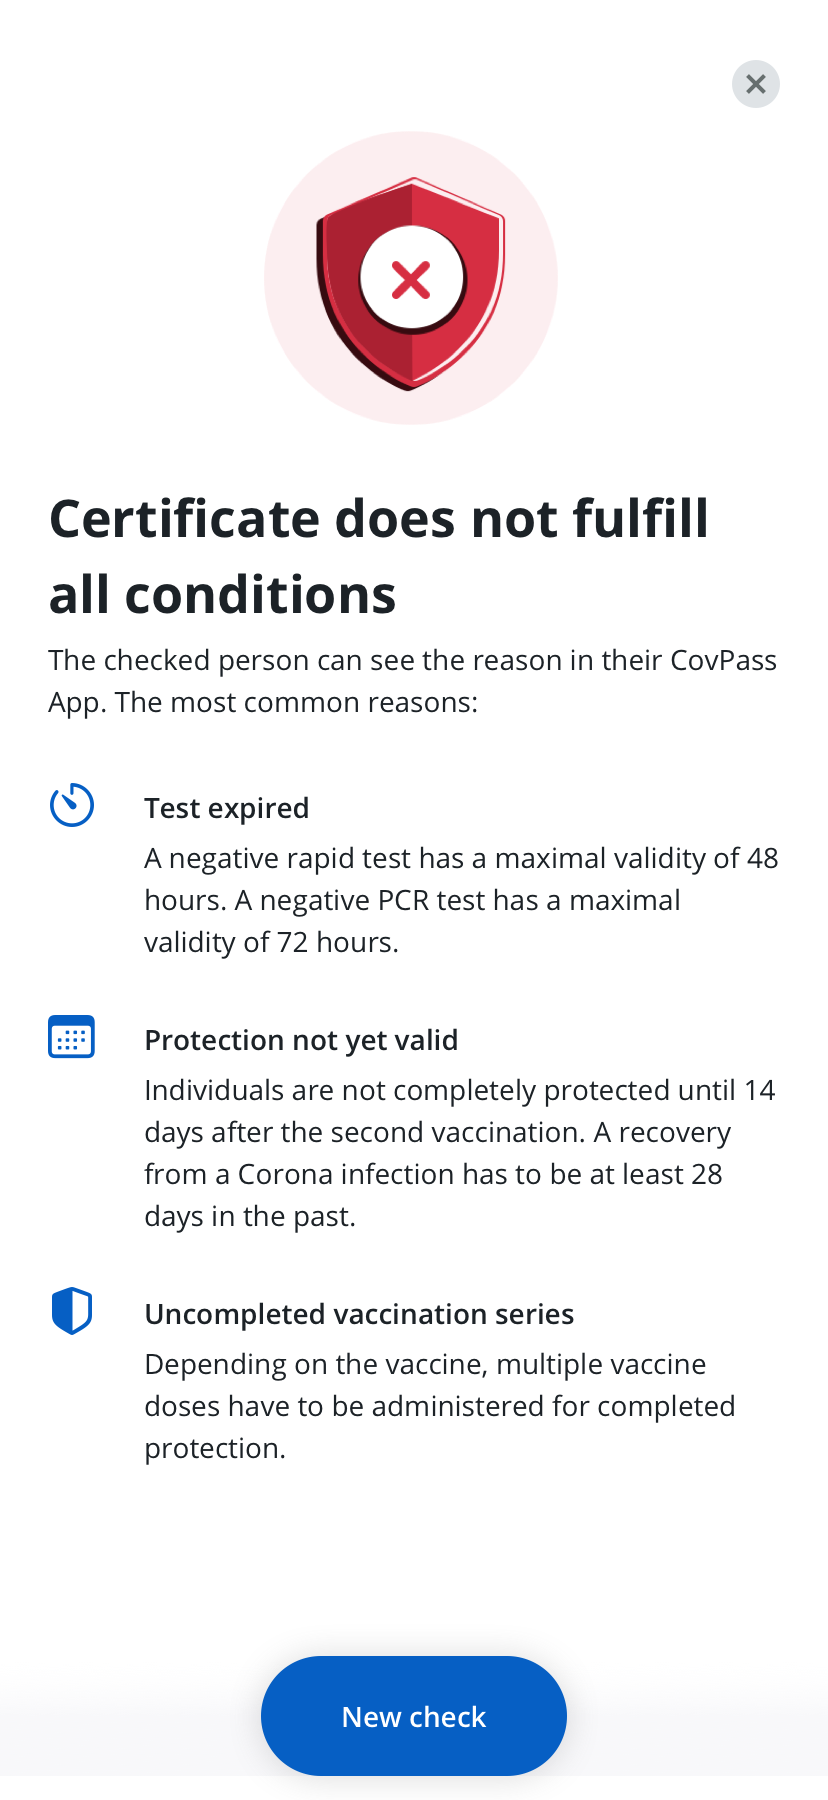 Certificate does not fulfill
all conditions
The checked person can see the reason in their CovPass
App. The most common reasons:
Test expired
A negative rapid test has a maximal validity of 48
hours. A negative PCR test has a maximal
validity of 72 hours.
Protection not yet valid
Individuals are not completely protected until 14
days after the second vaccination. A recovery
from a Corona infection has to be at least 28
days in the past.
Uncompleted vaccination series
Depending on the vaccine, multiple vaccine
doses have to be administered for completed
protection.
New check